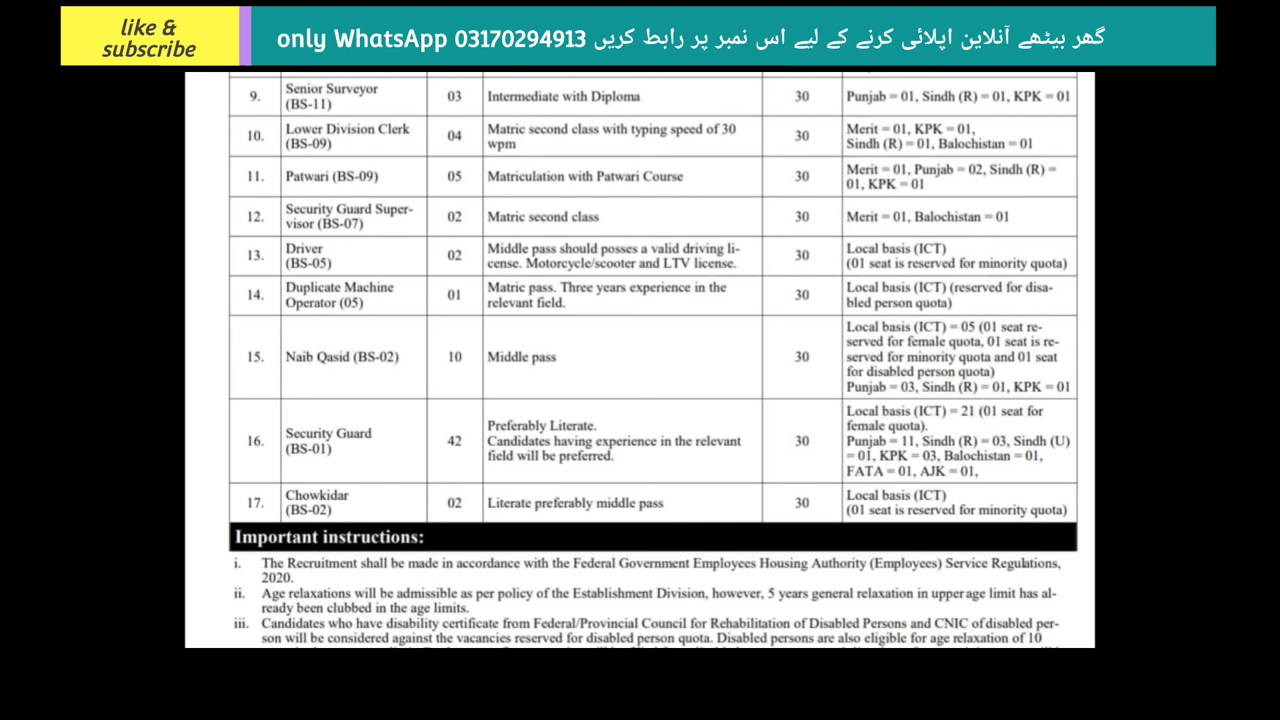 like &
subscribe
گھر بیٹھے آنلاین اپلائی کرنے کے لیے اس نمبر پر رابط کریں only WhatsApp 03170294913
9. Senior Surveyor (BS-11) 03 Intermediate with Diploma 30 Punjab = 01, Sindh (R) = 01, KPK = 01
10. Lower Division Clerk (BS-09) 04 Matric second class with typing speed of 30 wpm 30 Merit = 01, KPK = 01, Sindh (R) = 01, Balochistan = 01
11. Patwari (BS-09) 05 Matriculation with Patwari Course 30 Merit = 01, Punjab = 02, Sindh (R) = 01, KPK = 01
12. Security Guard Super-visor (BS-07) 02 Matric second class 30 Merit = 01, Balochistan = 01
13. Driver (BS-05) 02 Middle pass should posses a valid driving li-cense. Motorcycle/scooter and LTV license. 30 Local basis (ICT) (01 seat is reserved for minority quota)
14. Duplicate Machine Operator (05) 01 Matric pass. Three years experience in the relevant field. 30 Local basis (ICT) (reserved for disa-bled person quota)
15. Naib Qasid (BS-02) 10 Middle pass 30 Local basis (ICT) = 05 (01 seat re-served for female quota, 01 seat is re-served for minority quota and 01 seat for disabled person quota) Punjab = 03, Sindh (R) = 01, KPK = 01
16. Security Guard (BS-01) 42 Preferably Literate. Candidates having experience in the relevant field will be preferred. 30 Local basis (ICT) = 21 (01 seat for female quota). Punjab = 11, Sindh (R) = 03, Sindh (U) = 01, KPK = 03, Balochistan = 01, FATA = 01, AJK = 01,
17. Chowkidar (BS-02) 02 Literate preferably middle pass 30 Local basis (ICT) (01 seat is reserved for minority quota)
Important instructions:
i. The Recruitment shall be made in accordance with the Federal Government Employees Housing Authority (Employees) Service Regulations,
2020.
ii. Age relaxations will be admissible as per policy of the Establishment Division, however, 5 years general relaxation in upper age limit has al-
ready been clubbed in the age limits.
iii. Candidates who have disability certificate from Federal/Provincial Council for Rehabilitation of Disabled Persons and CNIC of disabled per-
son will be considered against the vacancies reserved for disabled person quota. Disabled persons are also eligible for age relaxation of 10